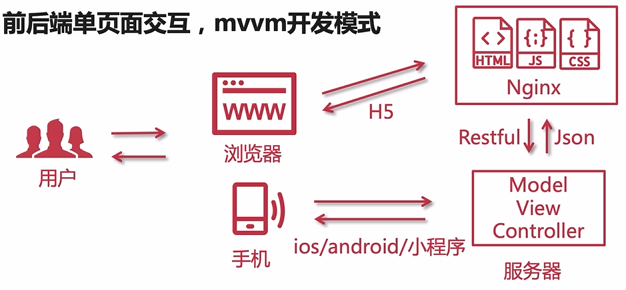 前后端单页面交互，mvvm开发模式
HTML JS CSS
Nginx
WWW
H5
浏览器
Restful Json
用户
Model
View
Controller
手机
ios/android/小程序
服务器